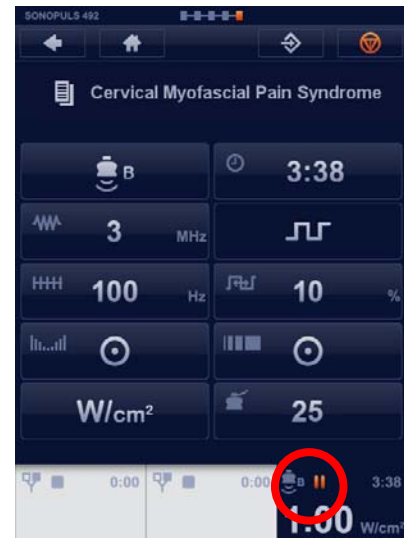 SONOPULS 492
Cervical Myofascial Pain Syndrome
B 3:38
3 MHz
100 Hz 10 %
W/cm² 25
0:00 0:00 B 3:38
1.00 W/cm²